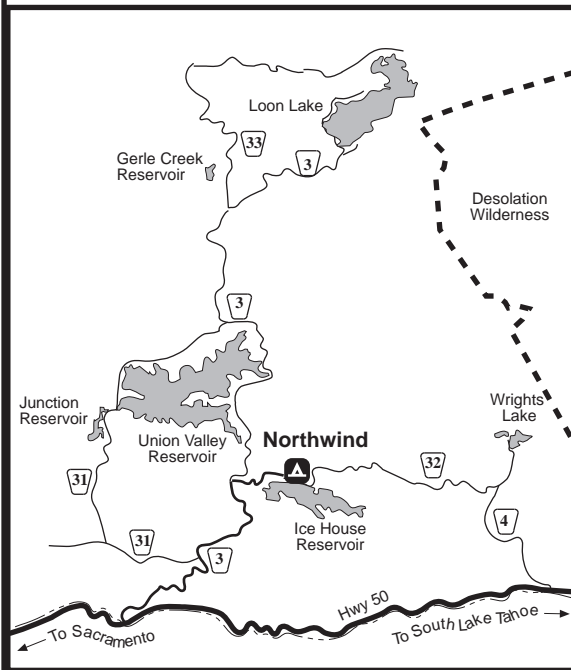 Loon Lake
33
3
Gerle Creek
Reservoir
Desolation
Wilderness
3
Junction
Reservoir
Union Valley
Reservoir
Northwind
Wrights
Lake
32
31
Ice House
Reservoir
4
31
3
Hwy 50
To Sacramento
To South Lake Tahoe